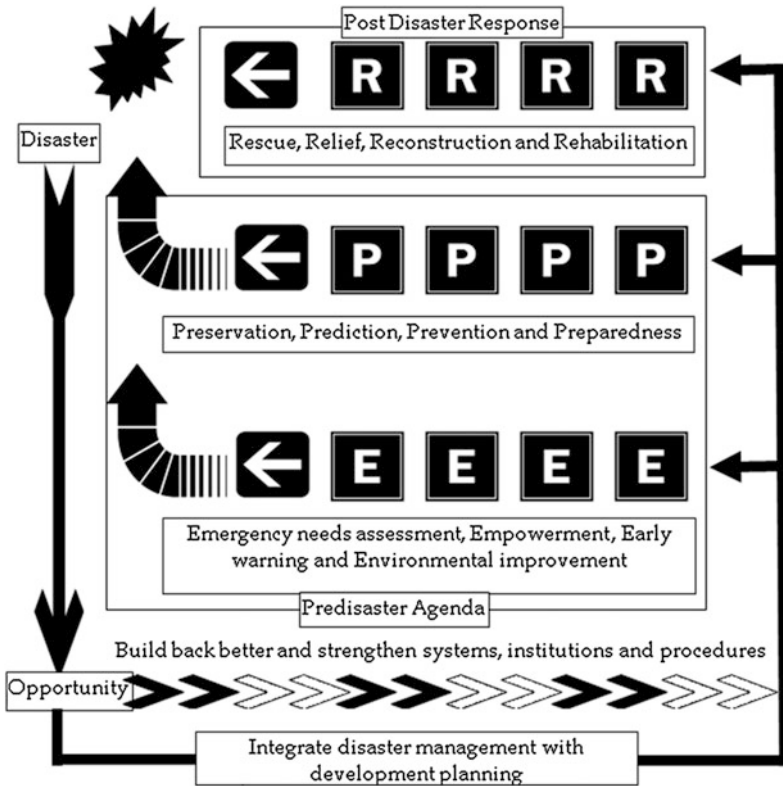 Post Disaster Response
R R R R
Disaster
Rescue, Relief, Reconstruction and Rehabilitation
P P P P
Preservation, Prediction, Prevention and Preparedness
E E E E
Emergency needs assessment, Empowerment, Early
warning and Environmental improvement
Predisaster Agenda
Build back better and strengthen systems, institutions and procedures
Opportunity
Integrate disaster management with
development planning